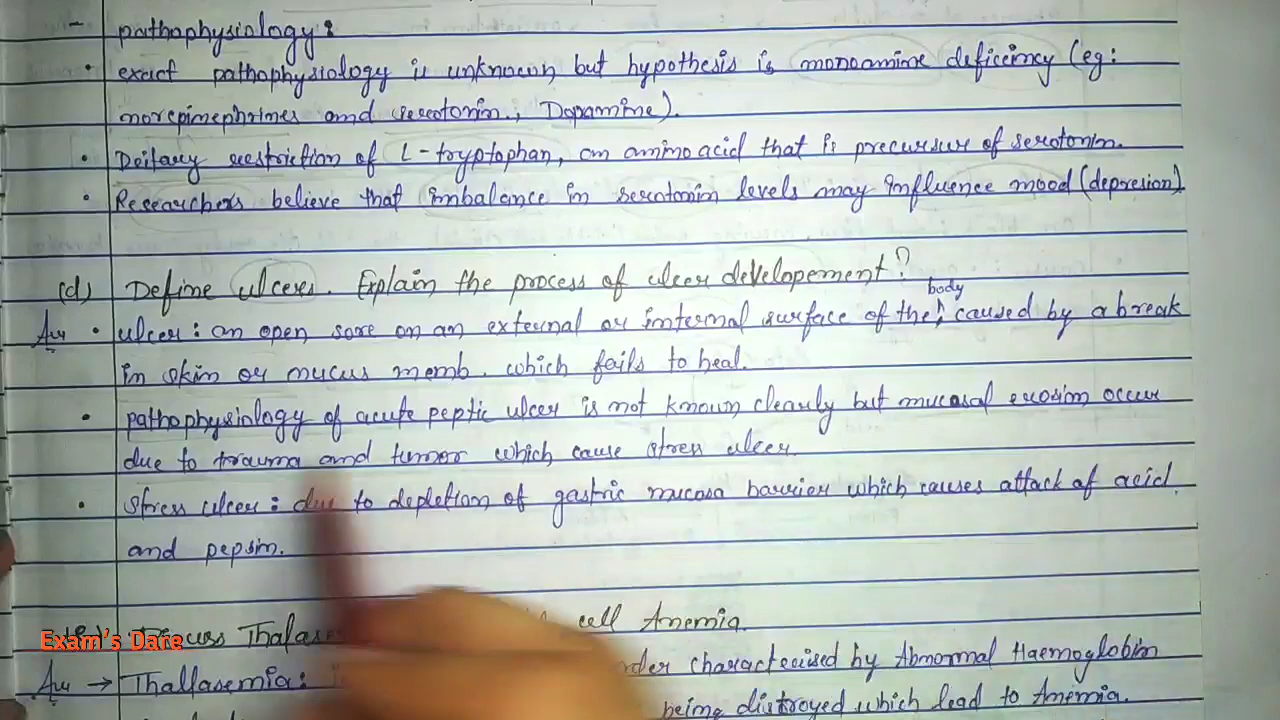 - pathophysiology:
• exact pathophysiology is unknown but hypothesis is monoamine deficiency (eg:
norepinephrines and serotonin, Dopamine).
• Deitary restriction of L-tryptophan, an amino acid that is precursur of serotonin.
• Researchers believe that imbalance in serotonin levels may influence mood (depresion)
(d) Define ulcers. Explain the process of ulcer developement?
Ans • ulcer: an open sore on an external or internal surface of the body caused by a break
in skin or mucus memb. which fails to heal.
• pathophysiology of acute peptic ulcer is not known clearly but mucosal erosion occur
due to trauma and tumor which cause stress ulcer.
• stress ulcer: due to depletion of gastric mucosa barrier which causes attack of acid
and pepsin.
Discuss cell Anemia.
Exam's Dare
Ans → Thallasemia: characterised by Abnormal Haemoglobin
being distroyed which lead to Anemia.